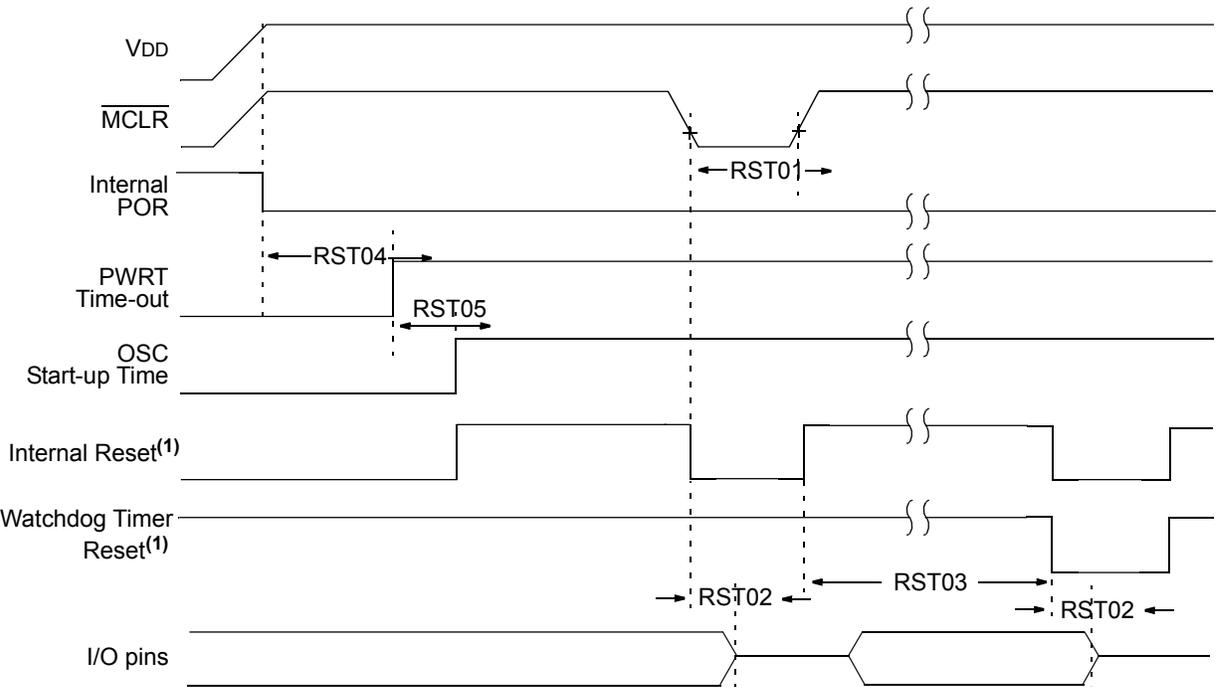 VDD
MCLR
RST01
Internal
POR
RST04
PWRT
Time-out
RST05
OSC
Start-up Time
Internal Reset(1)
Watchdog Timer
Reset(1)
RST03
RST02
RST02
I/O pins